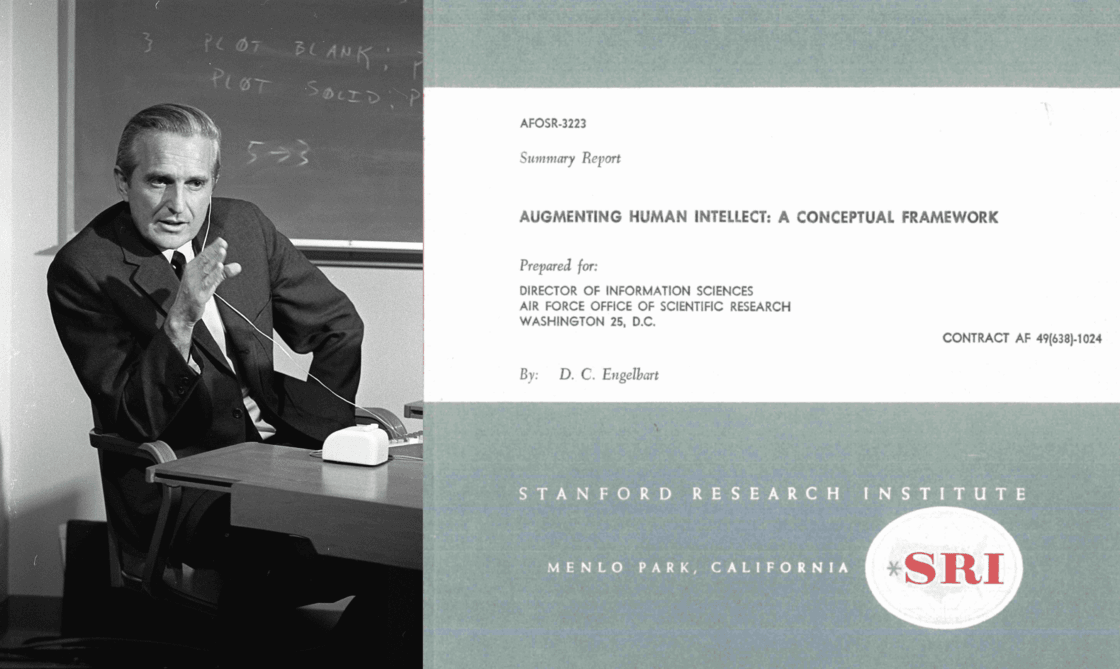 } PLOT BLANK;
PLOT SOLID; P
5→3
AFOSR-3223
Summary Report
AUGMENTING HUMAN INTELLECT: A CONCEPTUAL FRAMEWORK
Prepared for:
DIRECTOR OF INFORMATION SCIENCES
AIR FORCE OFFICE OF SCIENTIFIC RESEARCH
WASHINGTON 25, D.C.
CONTRACT AF 49(638)-1024
By: D. C. Engelbart
STANFORD RESEARCH INSTITUTE
MENLO PARK, CALIFORNIA
*SRI